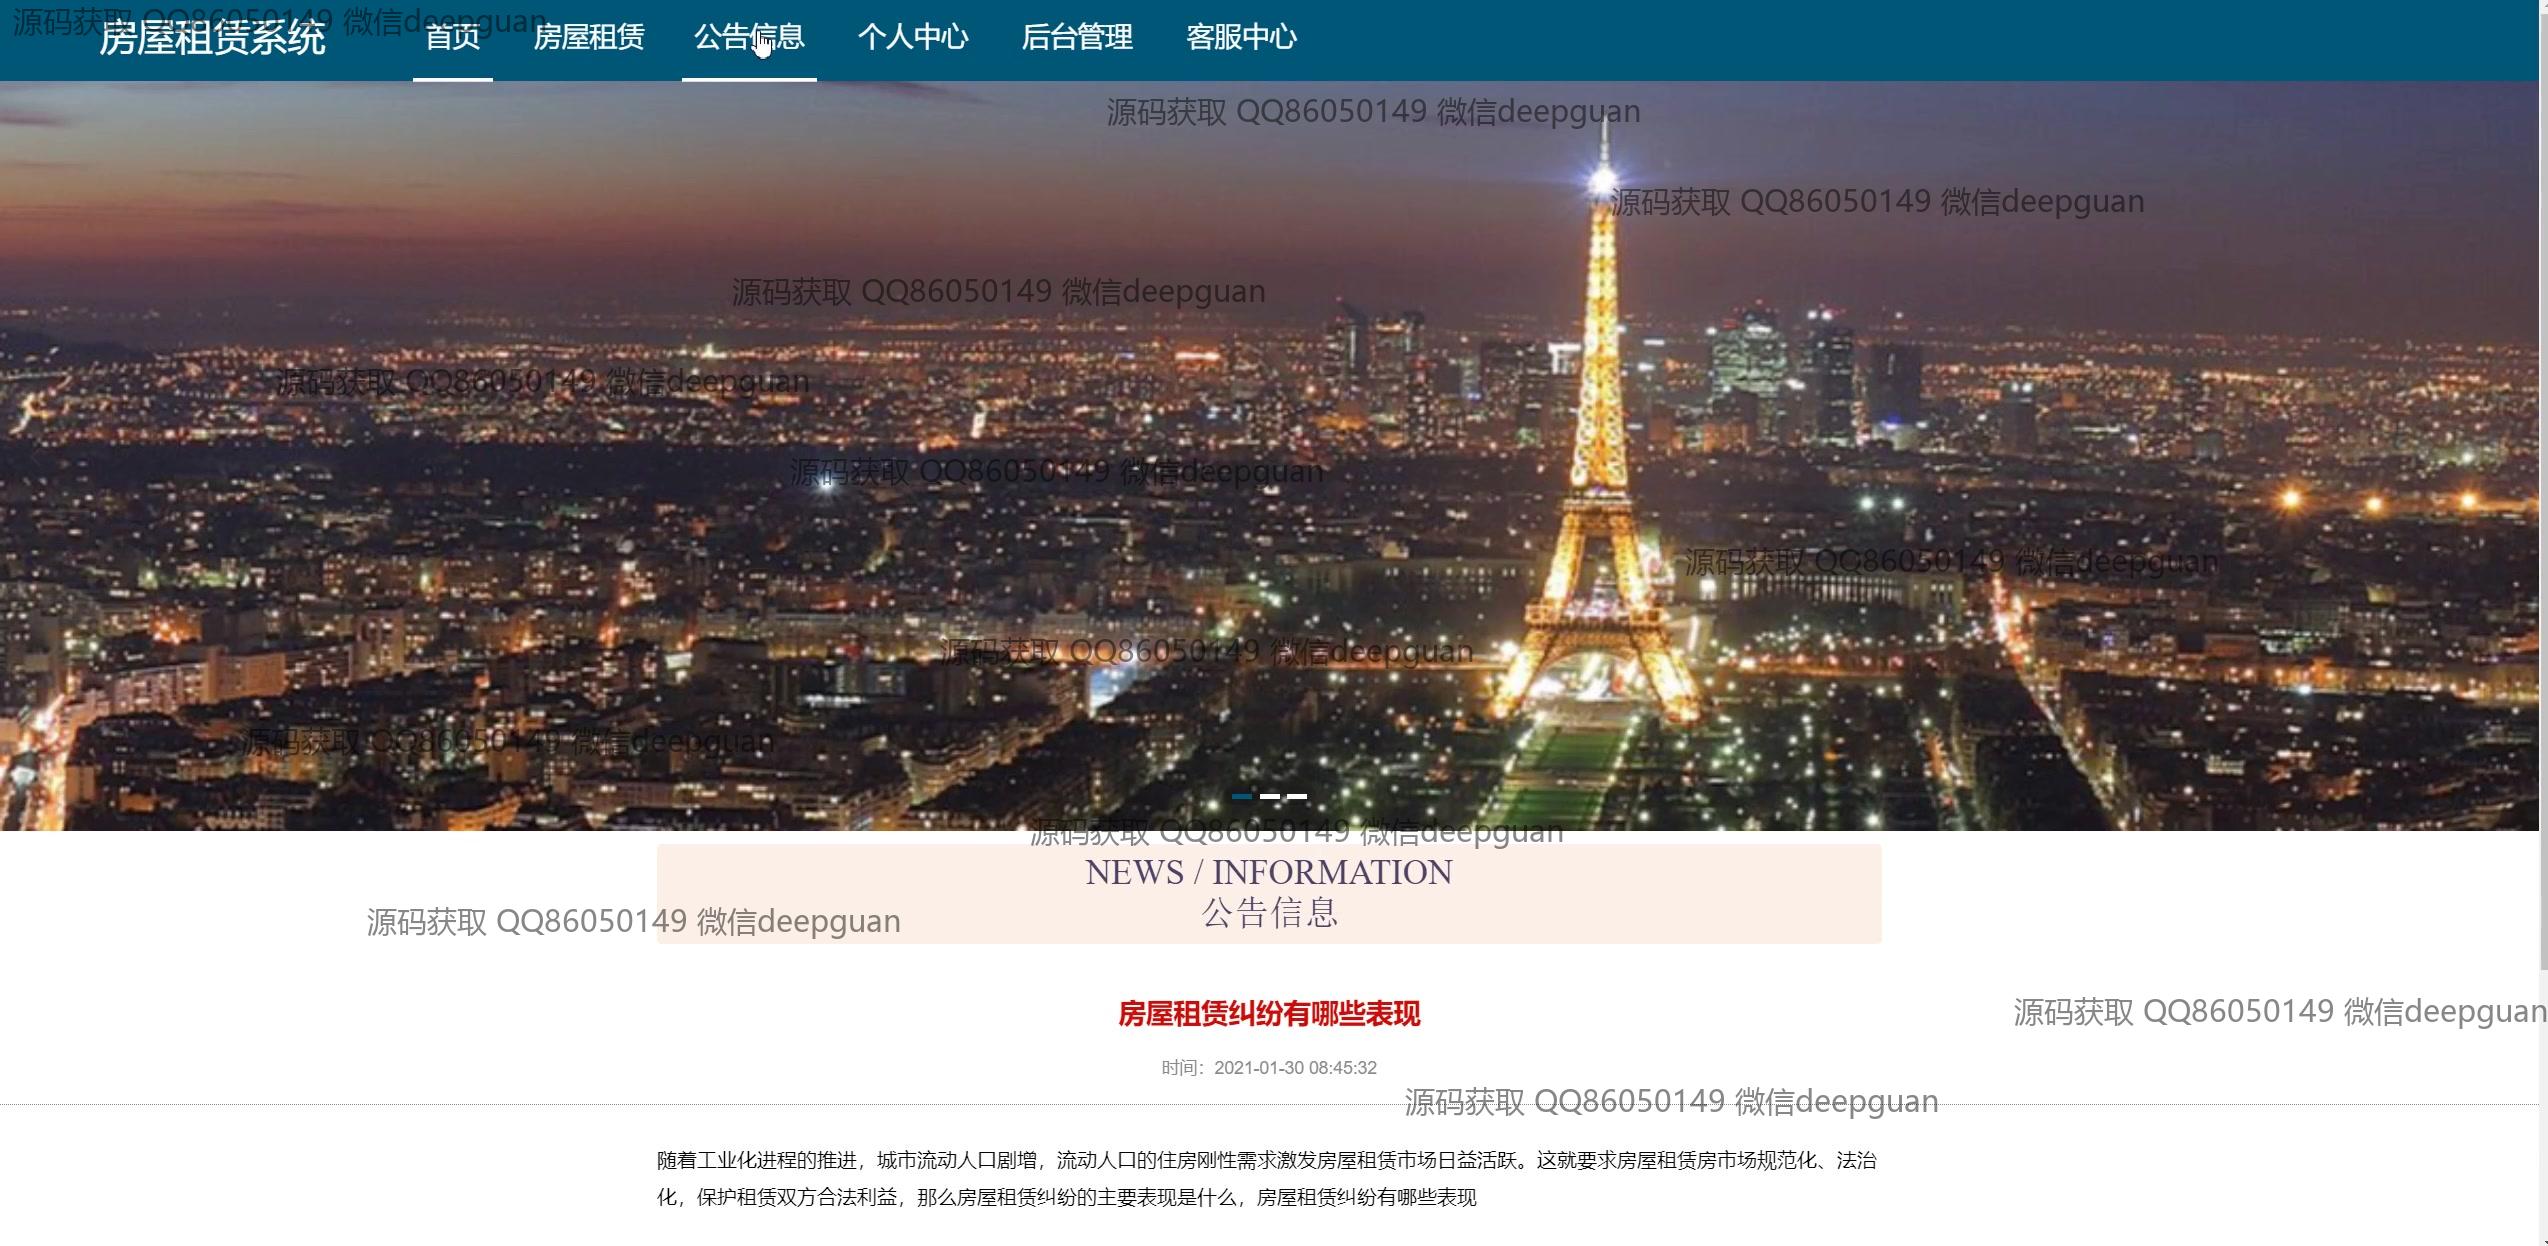 源码获取 QQ86050149 微信deepguan
房屋租赁系统 首页 房屋租赁 公告信息 个人中心 后台管理 客服中心
源码获取 QQ86050149 微信deepguan
源码获取 QQ86050149 微信deepguan
源码获取 QQ86050149 微信deepguan
源码获取 QQ86050149 微信deepguan
源码获取 QQ86050149 微信deepguan
源码获取 QQ86050149 微信deepguan
源码获取 QQ86050149 微信deepguan
源码获取 QQ86050149 微信deepguan
源码获取 QQ86050149 微信deepguan
NEWS / INFORMATION
公告信息
源码获取 QQ86050149 微信deepguan
房屋租赁纠纷有哪些表现
源码获取 QQ86050149 微信deepguan
时间：2021-01-30 08:45:32
源码获取 QQ86050149 微信deepguan
随着工业化进程的推进，城市流动人口剧增，流动人口的住房刚性需求激发房屋租赁市场日益活跃。这就要求房屋租赁房市场规范化、法治
化，保护租赁双方合法利益，那么房屋租赁纠纷的主要表现是什么，房屋租赁纠纷有哪些表现